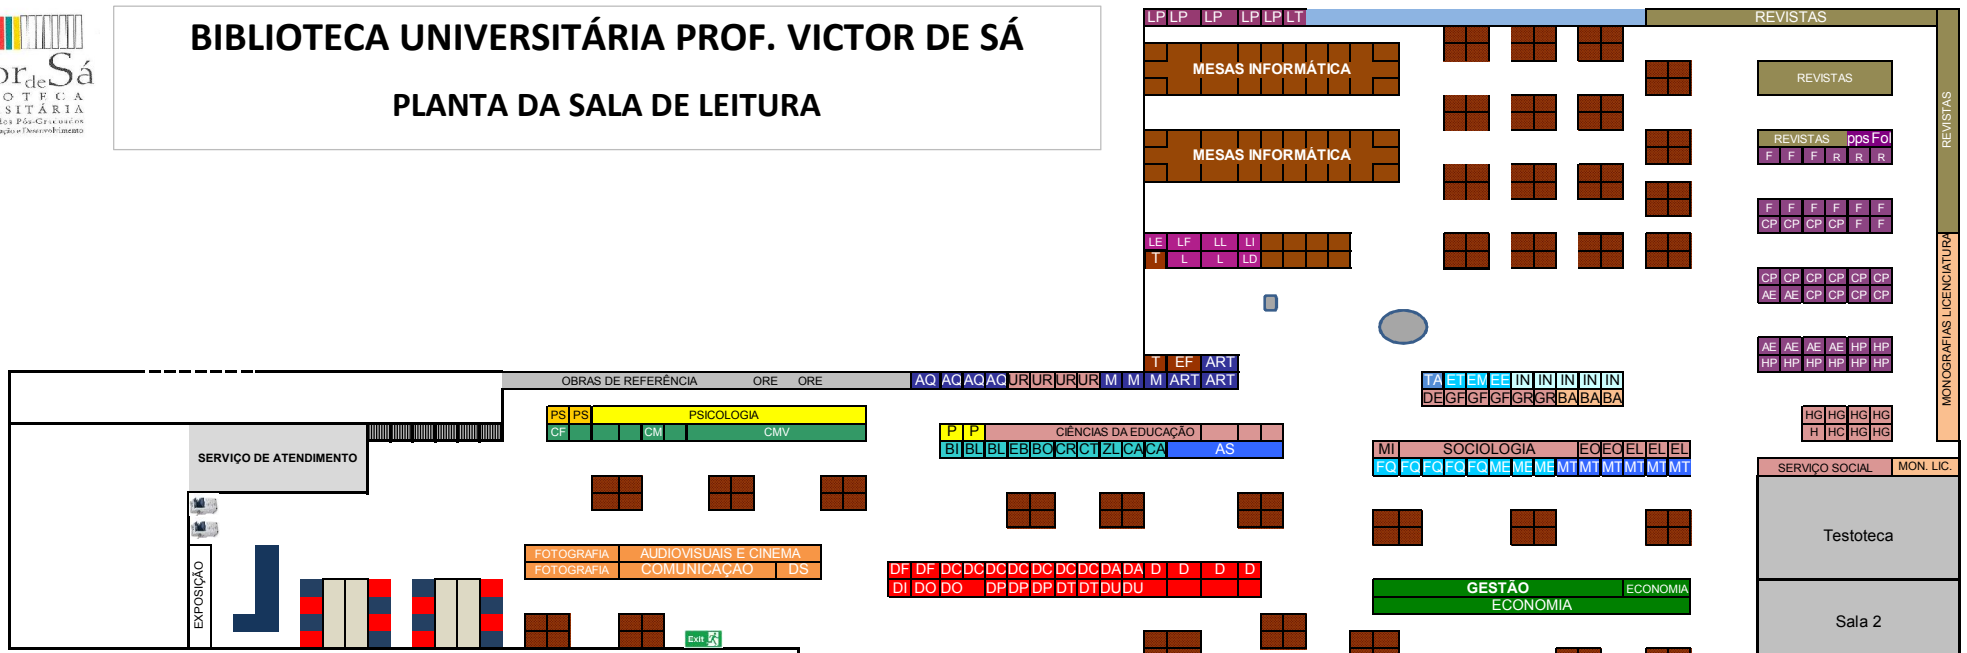 BIBLIOTECA UNIVERSITÁRIA PROF. VICTOR DE SÁ
PLANTA DA SALA DE LEITURA
or de Sá
OTECA
SITÁRIA
LP LP LP LP LP LT
REVISTAS
REVISTAS
REVISTAS
MESAS INFORMÁTICA
MESAS INFORMÁTICA
REVISTAS pps Fol
F F F R R R
F F F F F F
CP CP CP CP F F
LE LF LL LI
T L L LD
CP CP CP CP CP CP
AE AE CP CP CP CP
MONOGRAFIAS LICENCIATURA
AE AE AE AE HP HP
HP HP HP HP HP HP
T EF ART
OBRAS DE REFERÊNCIA ORE ORE
AQ AQ AQ AQ UR UR UR UR M M M ART ART
TA ET EM EE IN IN IN IN IN
DE GF GF GF GR GR BA BA BA
PS PS PSICOLOGIA
CF CM CMV
P P CIÊNCIAS DA EDUCAÇÃO
BI BL BL EB BO CR CT ZL CA CA AS
HG HG HG HG
H HC HG HG
MI SOCIOLOGIA EO EO EL EL EL
FQ FQ FQ FQ FQ ME ME ME MT MT MT MT MT MT
SERVIÇO DE ATENDIMENTO
SERVIÇO SOCIAL MON. LIC.
Testoteca
Sala 2
EXPOSIÇÃO
FOTOGRAFIA AUDIOVISUAIS E CINEMA
FOTOGRAFIA COMUNICAÇÃO DS
DF DF DC DC DC DC DC DC DC DA DA D D D D
DI DO DO DP DP DP DT DT DU DU
GESTÃO ECONOMIA
ECONOMIA
Exit